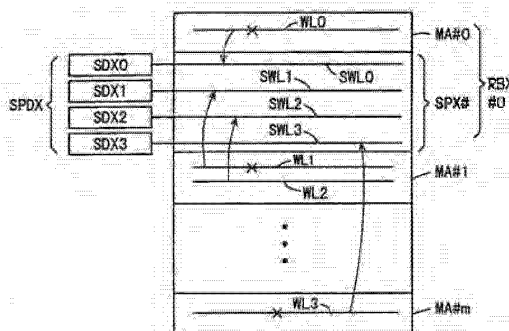 WL0
MA#0
SDX0
SWL0
RBX
#0
SDX1
SWL1
SPDX
SPX#
SDX2
SWL2
SDX3
SWL3
WL1
MA#1
WL2
WL3
MA#m